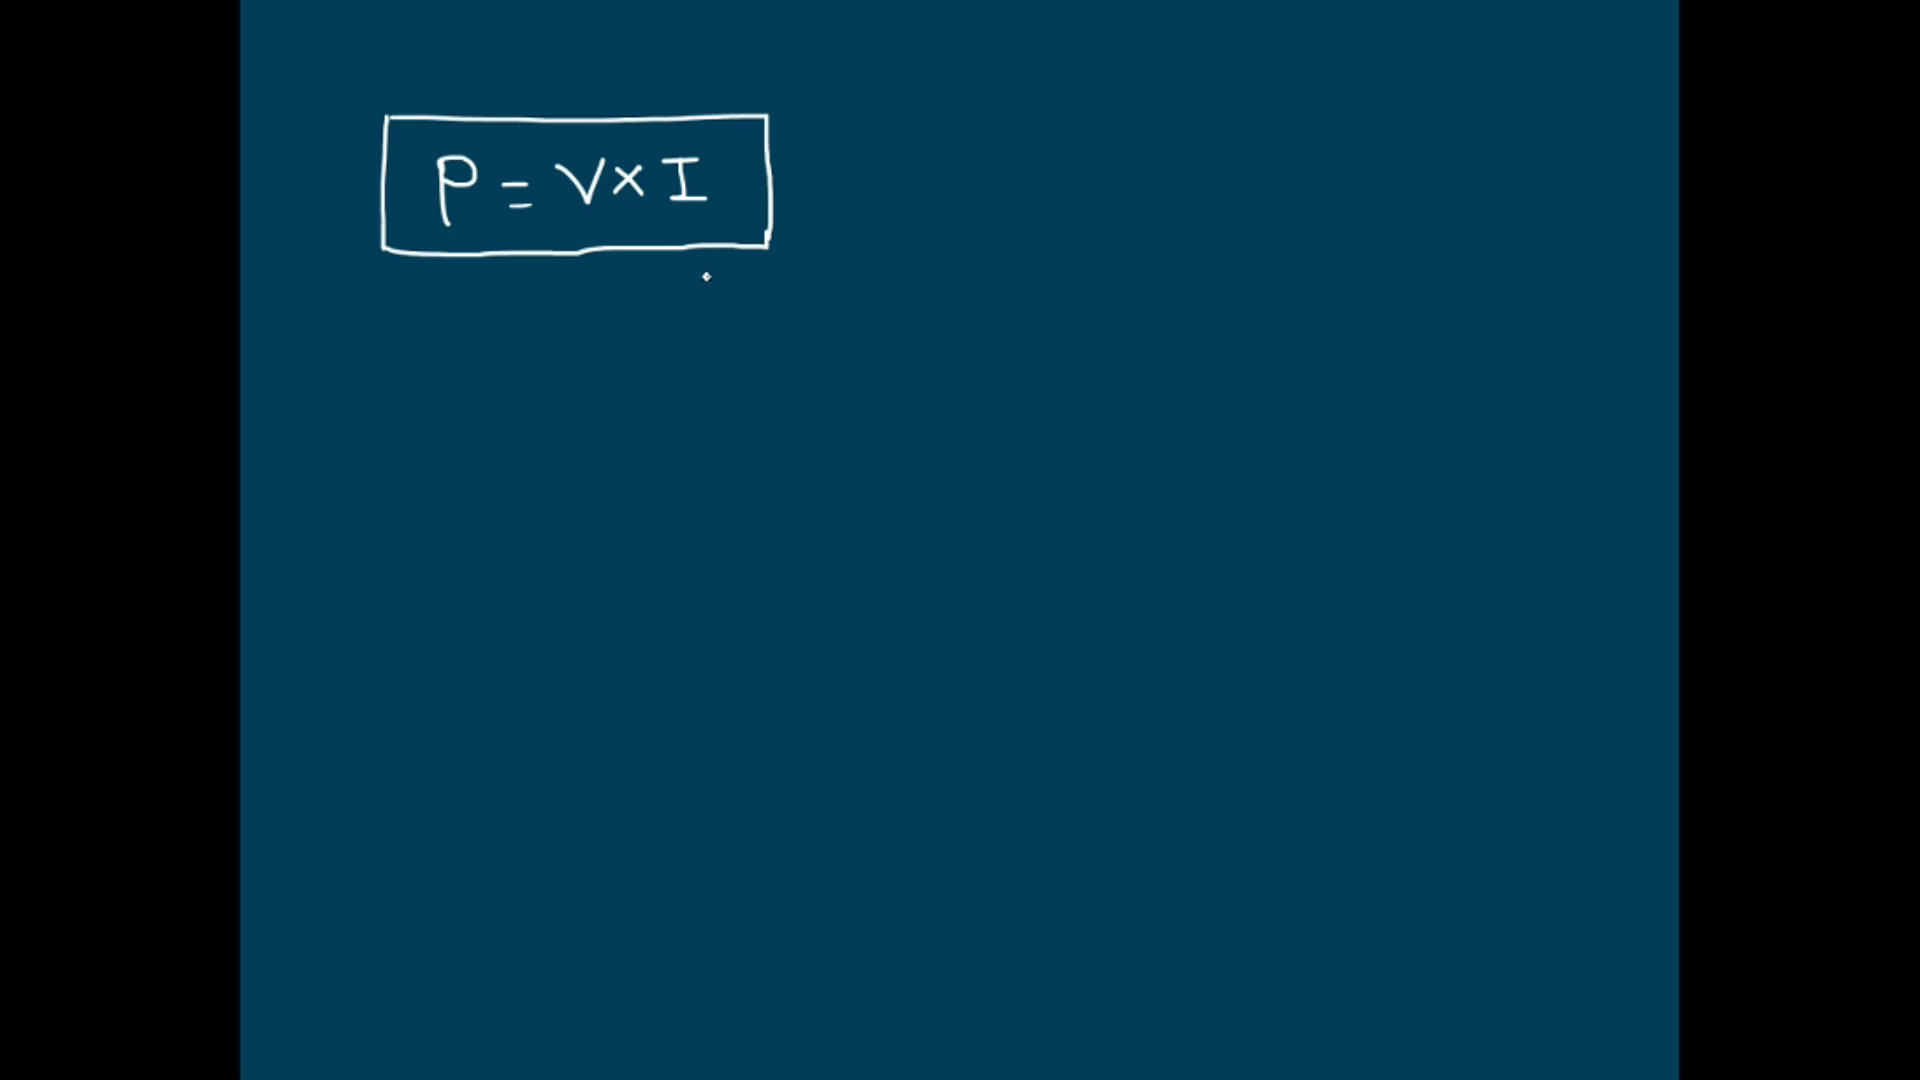 P = V × I